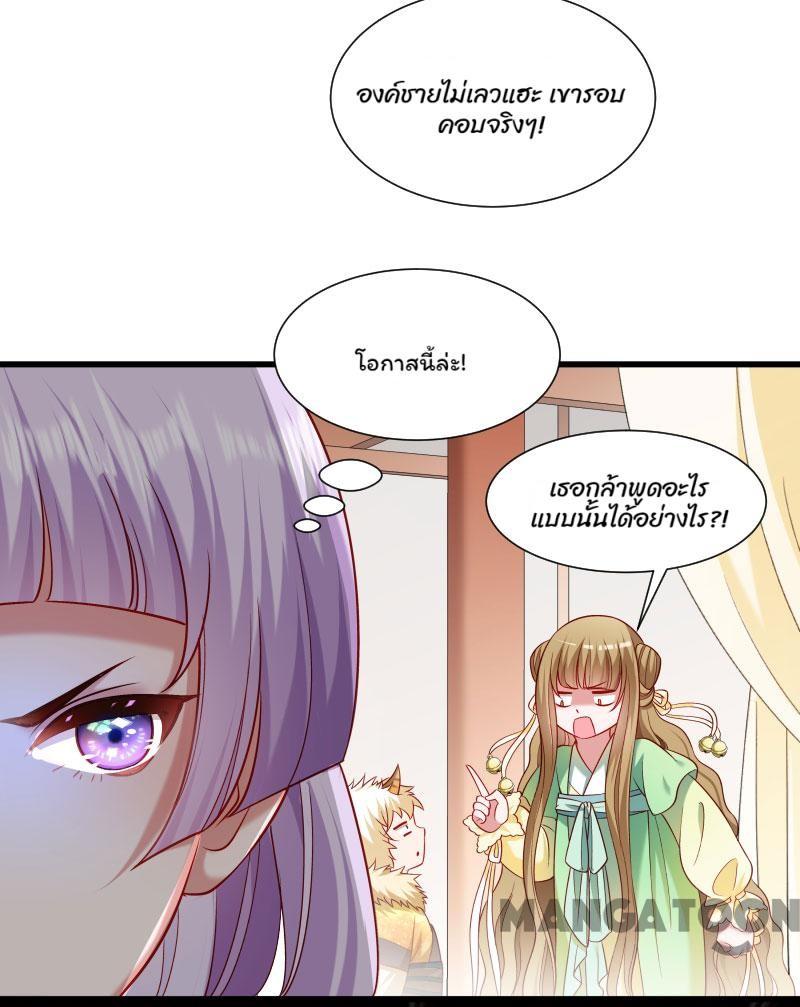 องค์ชายไม่เลวแฮะ เขารอบ
คอบจริงๆ!
โอกาสนี้ล่ะ!
เธอกล้าพูดอะไร
แบบนั้นได้อย่างไร?!
MANGATOON